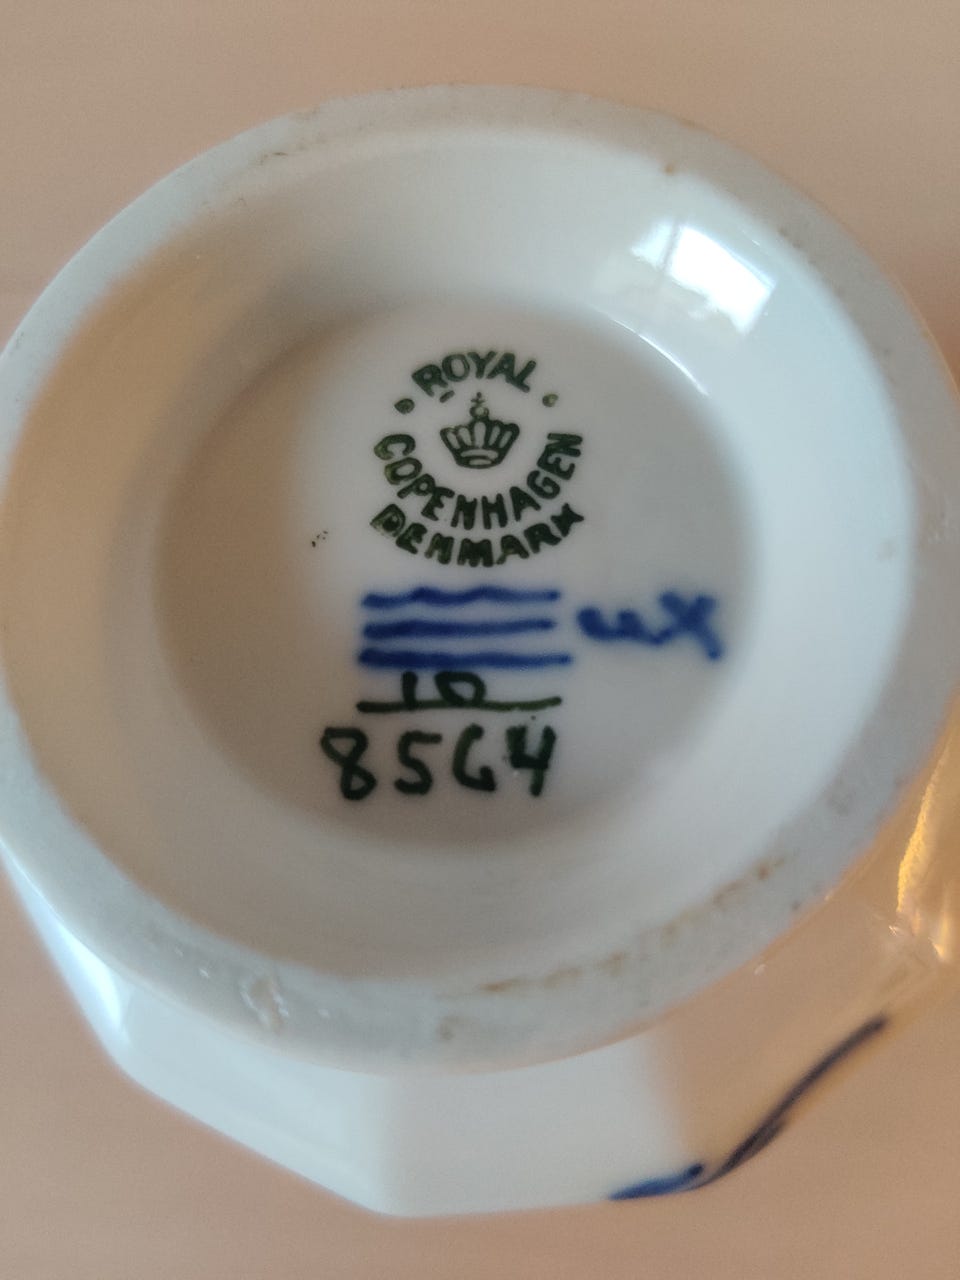 ROYAL
COPENHAGEN
DENMARK
10
8564